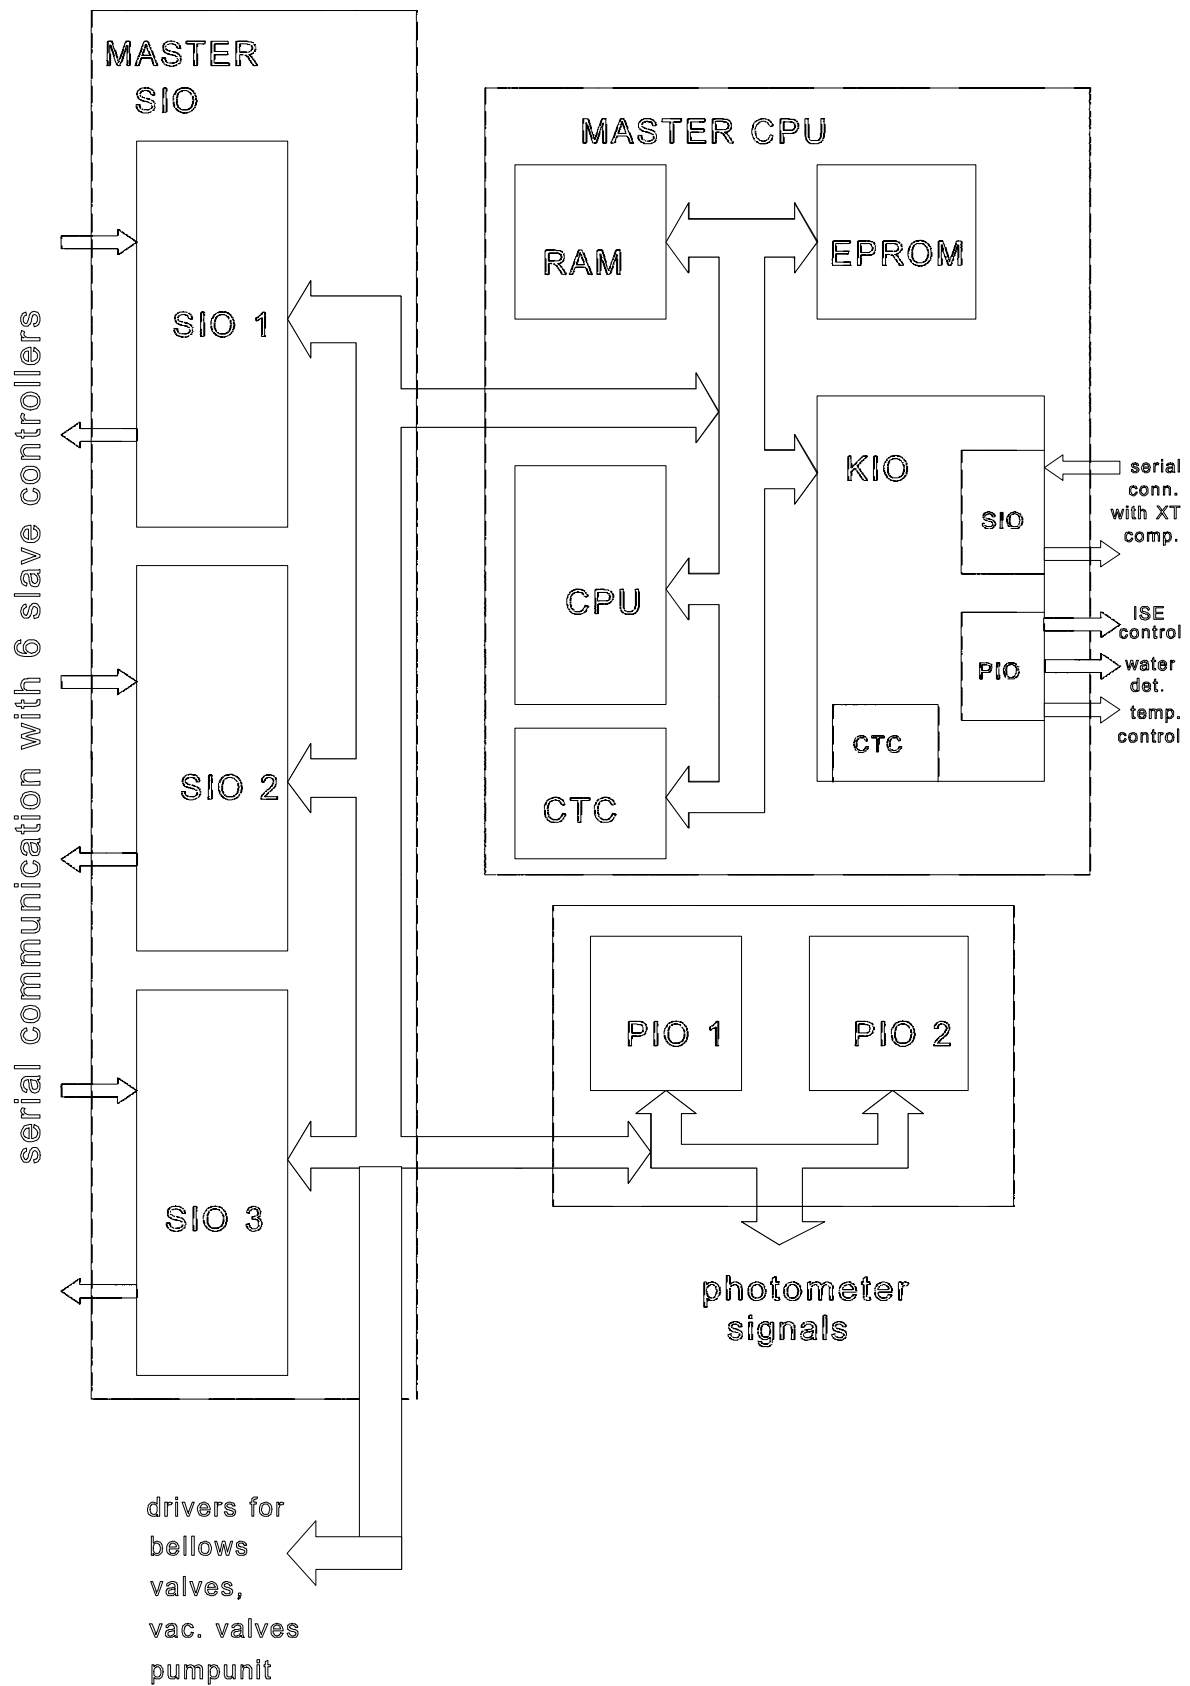 MASTER
SIO
SIO 1
SIO 2
SIO 3
serial communication with 6 slave controllers
MASTER CPU
RAM
EPROM
CPU
CTC
KIO
SIO
PIO
CTC
serial
conn.
with XT
comp.
ISE
control
water
det.
temp.
control
PIO 1
PIO 2
photometer
signals
drivers for
bellows
valves,
vac. valves
pumpunit